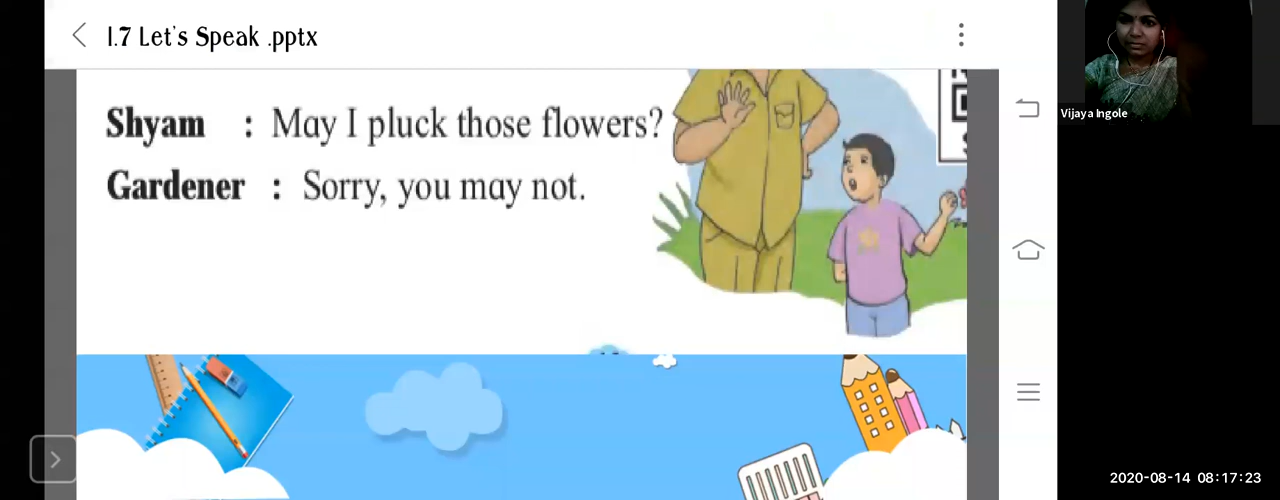 1.7 Let's Speak .pptx
Shyam : May I pluck those flowers?
Gardener : Sorry, you may not.
Vijaya Ingole
2020-08-14 08:17:23